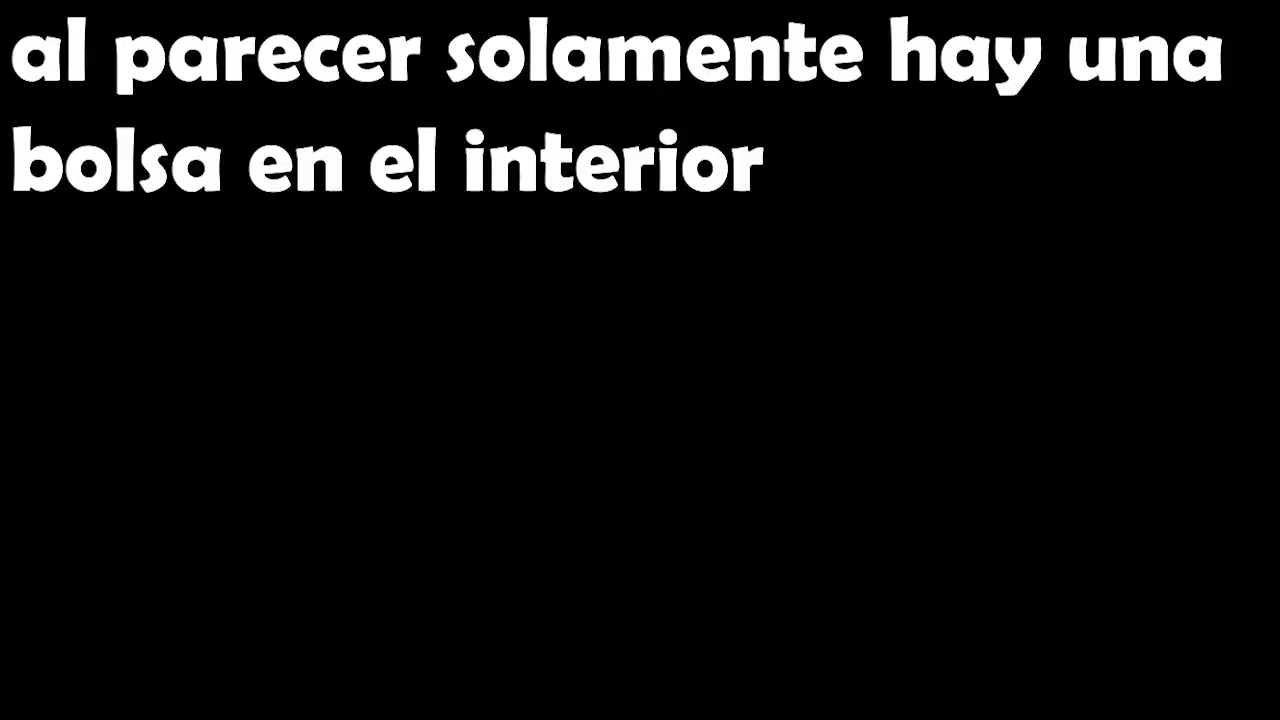 al parecer solamente hay una
bolsa en el interior